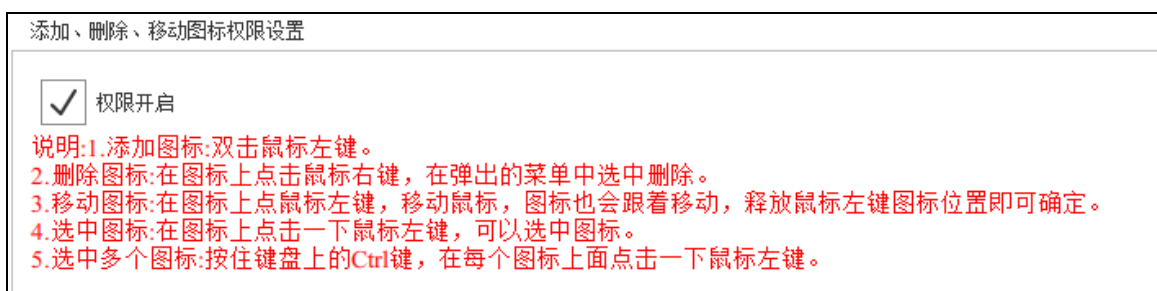 添加、删除、移动图标权限设置
权限开启
说明:1.添加图标:双击鼠标左键。
2.删除图标:在图标上点击鼠标右键，在弹出的菜单中选中删除。
3.移动图标:在图标上点鼠标左键，移动鼠标，图标也会跟着移动，释放鼠标左键图标位置即可确定。
4.选中图标:在图标上点击一下鼠标左键，可以选中图标。
5.选中多个图标:按住键盘上的Ctrl键，在每个图标上面点击一下鼠标左键。